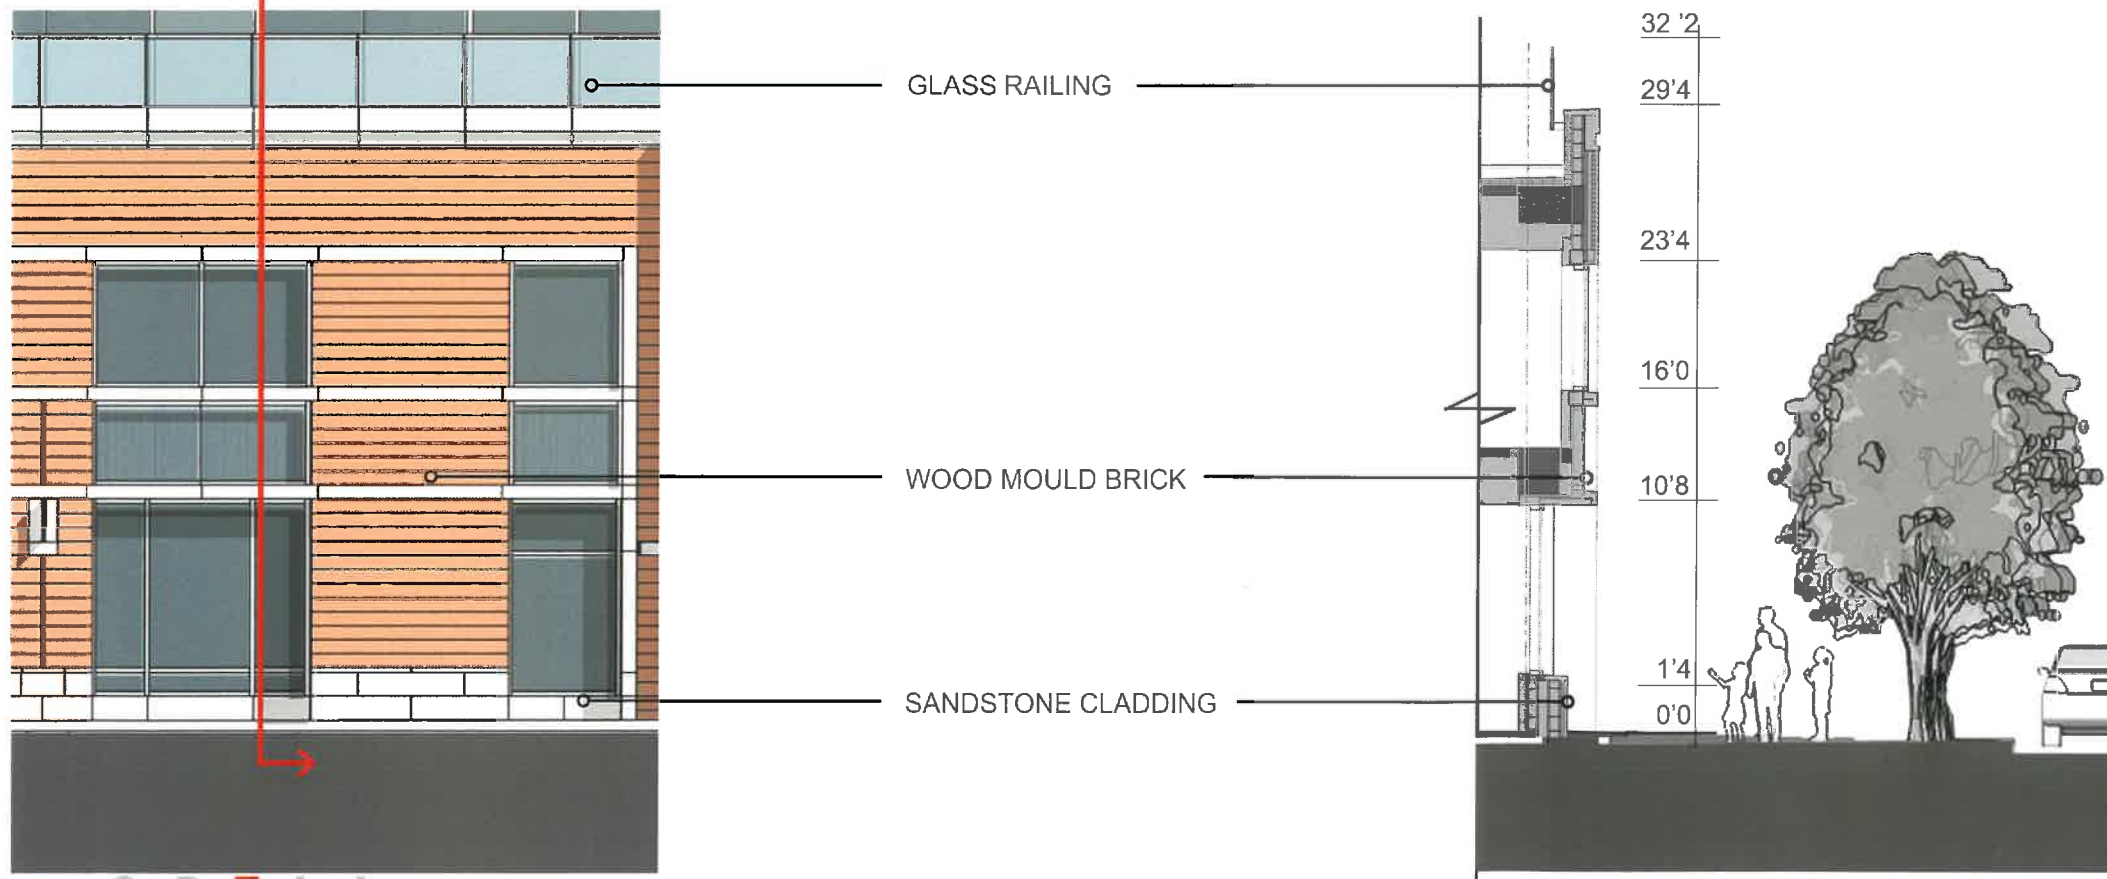 GLASS RAILING
WOOD MOULD BRICK
SANDSTONE CLADDING
32 '2
29'4
23'4
16'0
10'8
1'4
0'0